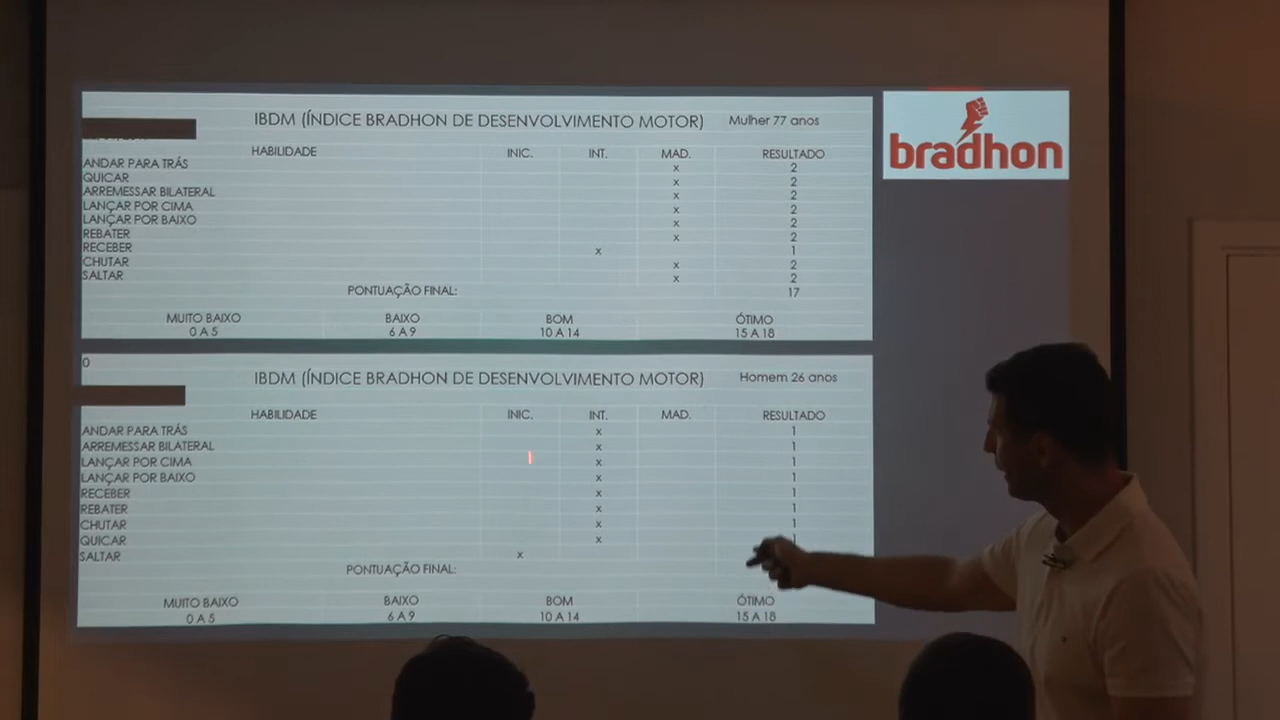 IBDM (ÍNDICE BRADHON DE DESENVOLVIMENTO MOTOR) Mulher 77 anos
bradhon
HABILIDADE INIC. INT. MAD. RESULTADO
ANDAR PARA TRÁS x 2
QUICAR x 2
ARREMESSAR BILATERAL x 2
LANÇAR POR CIMA x 2
LANÇAR POR BAIXO x 2
REBATER x 2
RECEBER x 1
CHUTAR x 2
SALTAR x 2
PONTUAÇÃO FINAL: 17
MUITO BAIXO BAIXO BOM ÓTIMO
0 A 5 6 A 9 10 A 14 15 A 18
0
IBDM (ÍNDICE BRADHON DE DESENVOLVIMENTO MOTOR) Homem 26 anos
HABILIDADE INIC. INT. MAD. RESULTADO
ANDAR PARA TRÁS x 1
ARREMESSAR BILATERAL x 1
LANÇAR POR CIMA x 1
LANÇAR POR BAIXO x 1
RECEBER x 1
REBATER x 1
CHUTAR x 1
QUICAR x 1
SALTAR x
PONTUAÇÃO FINAL:
MUITO BAIXO BAIXO BOM ÓTIMO
0 A 5 6 A 9 10 A 14 15 A 18